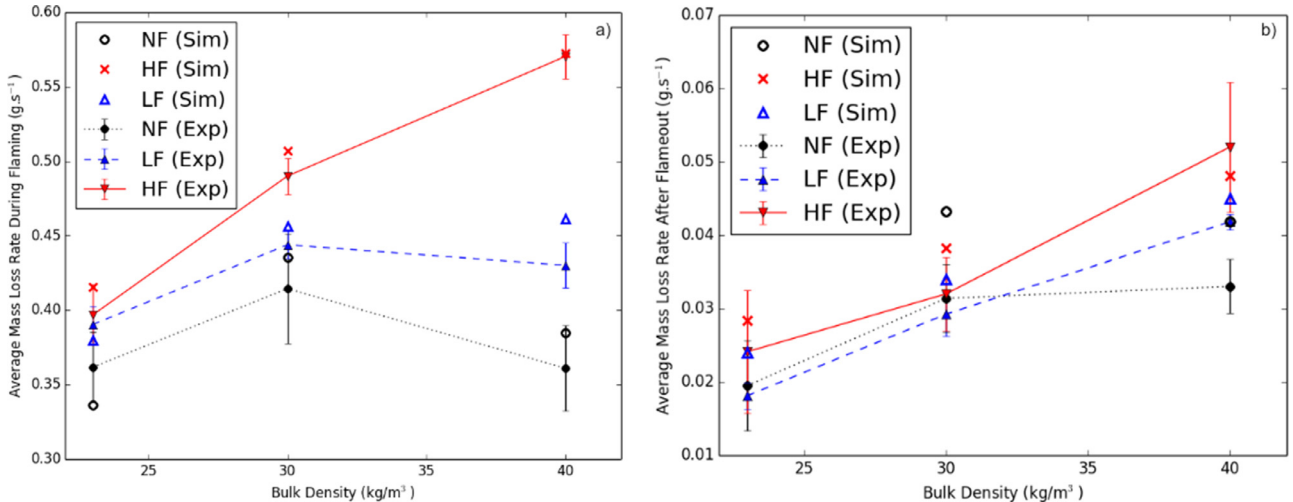 a)
NF (Sim)
HF (Sim)
LF (Sim)
NF (Exp)
LF (Exp)
HF (Exp)
Average Mass Loss Rate During Flaming (g.s⁻¹)
0.60
0.55
0.50
0.45
0.40
0.35
0.30
25
30
35
40
Bulk Density (kg/m³)
b)
NF (Sim)
HF (Sim)
LF (Sim)
NF (Exp)
LF (Exp)
HF (Exp)
Average Mass Loss Rate After Flameout (g.s⁻¹)
0.07
0.06
0.05
0.04
0.03
0.02
0.01
25
30
35
40
Bulk Density (kg/m³)